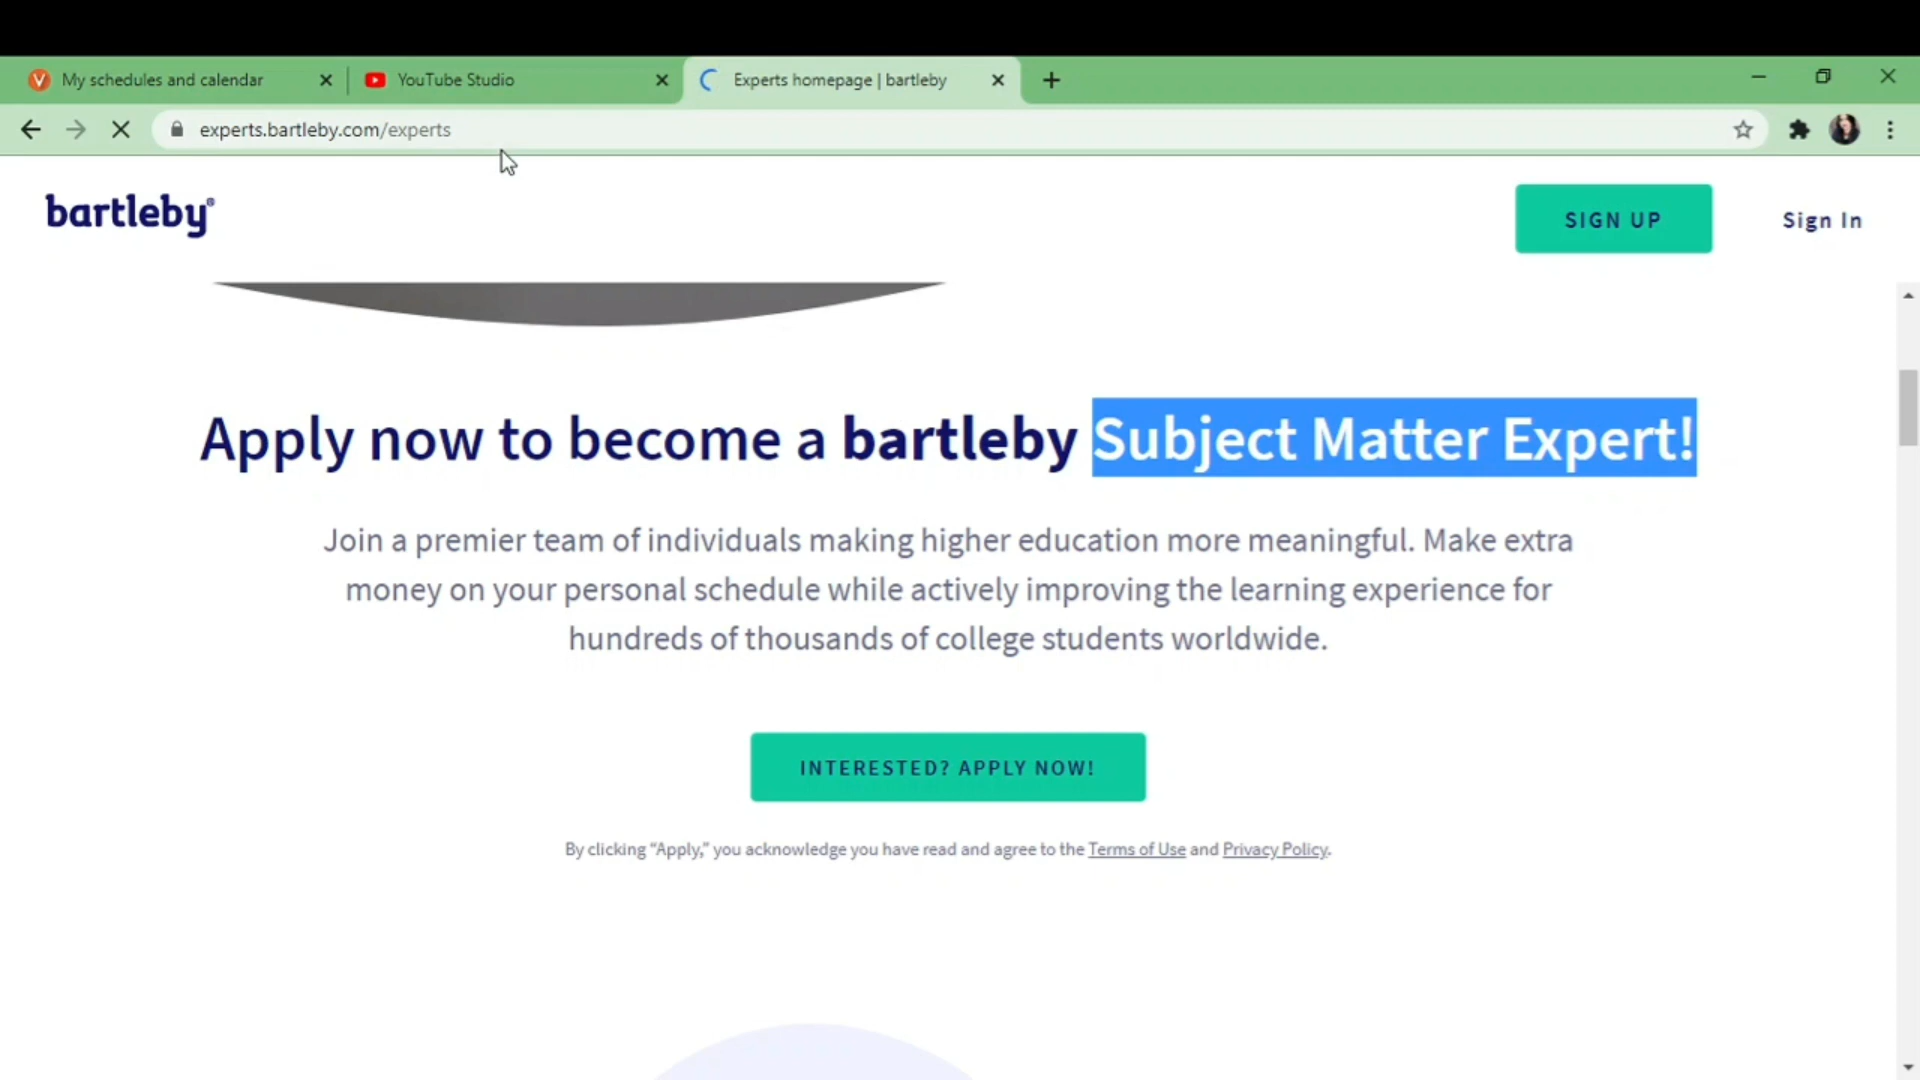 My schedules and calendar
YouTube Studio
Experts homepage | bartleby
experts.bartleby.com/experts
bartleby®
SIGN UP
Sign In
Apply now to become a bartleby Subject Matter Expert!
Join a premier team of individuals making higher education more meaningful. Make extra
money on your personal schedule while actively improving the learning experience for
hundreds of thousands of college students worldwide.
INTERESTED? APPLY NOW!
By clicking “Apply,” you acknowledge you have read and agree to the Terms of Use and Privacy Policy.